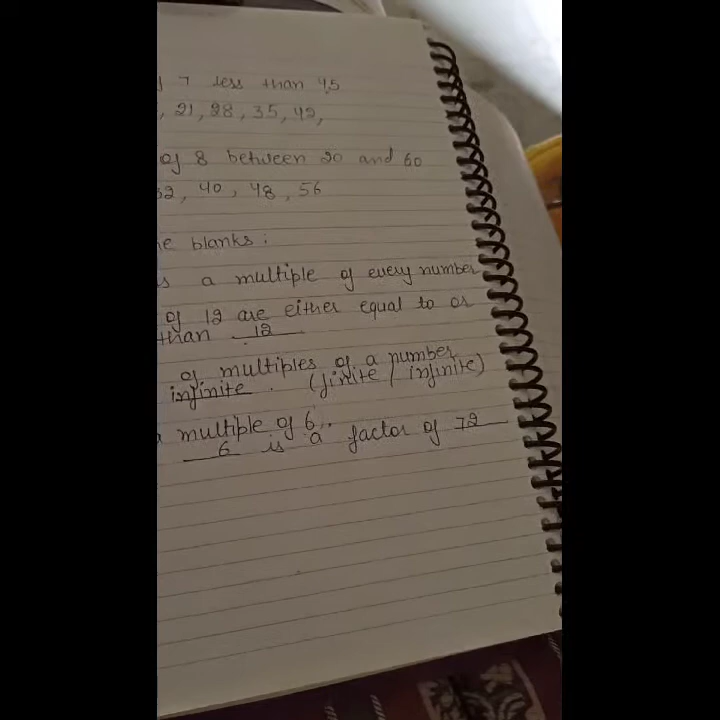 7 less than 45
, 21, 28, 35, 42,
of 8 between 20 and 60
32, 40, 48, 56
blanks:
a multiple of every number
of 12 are either equal to or
than 12
of multiples of a number
infinite. (finite / infinite)
multiple of 6,
6 is a factor of 72